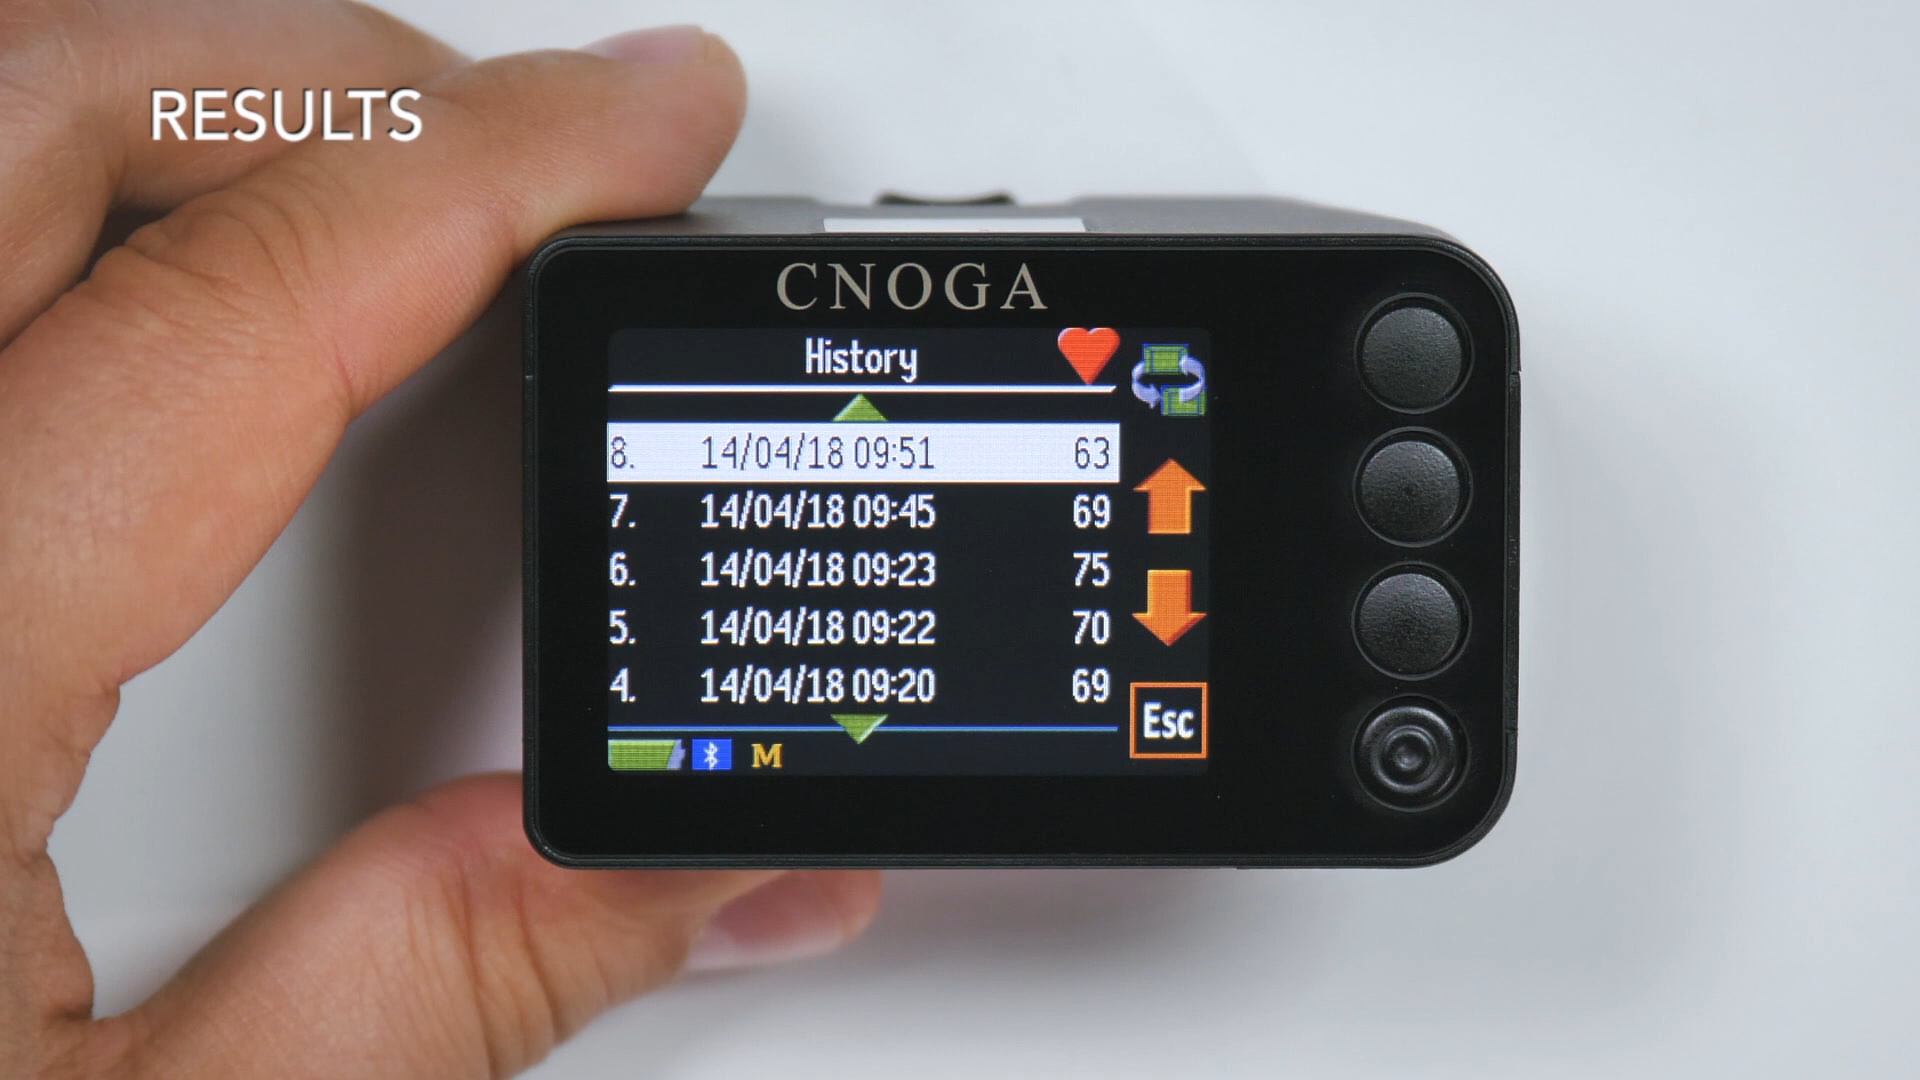 RESULTS
CNOGA
History
8. 14/04/18 09:51 63
7. 14/04/18 09:45 69
6. 14/04/18 09:23 75
5. 14/04/18 09:22 70
4. 14/04/18 09:20 69
Esc
M